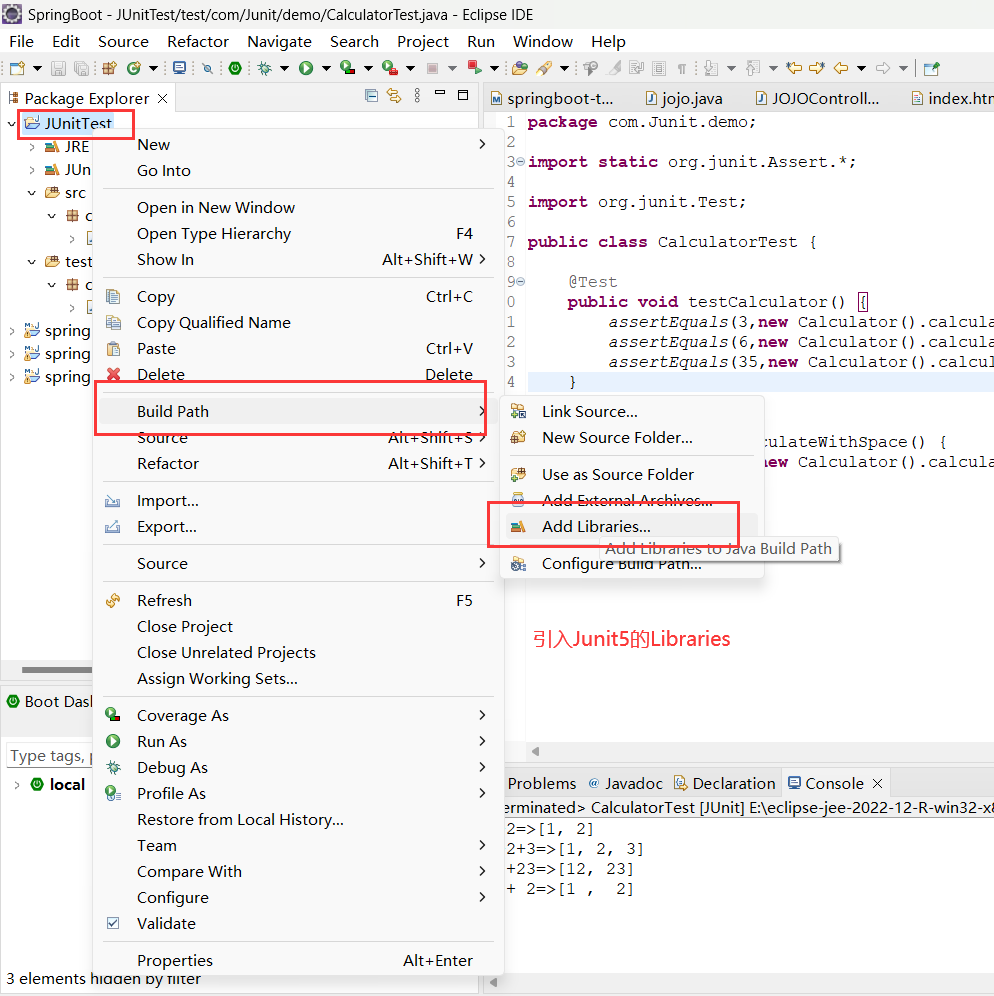 SpringBoot - JUnitTest/test/com/Junit/demo/CalculatorTest.java - Eclipse IDE
File Edit Source Refactor Navigate Search Project Run Window Help
Package Explorer
springboot-t... jojo.java JOJOControll... index.htm
JUnitTest
JRE
JUn
src
c
test
c
spring
spring
spring
New
Go Into
Open in New Window
Open Type Hierarchy F4
Show In Alt+Shift+W >
Copy Ctrl+C
Copy Qualified Name
Paste Ctrl+V
Delete Delete
Build Path
Source Alt+Shift+S >
Refactor Alt+Shift+T >
Import...
Export...
Source
Refresh F5
Close Project
Close Unrelated Projects
Assign Working Sets...
Coverage As
Run As
Debug As
Profile As
Restore from Local History...
Team
Compare With
Configure
Validate
Properties Alt+Enter
Link Source...
New Source Folder...
Use as Source Folder
Add External Archives...
Add Libraries...
Add Libraries to Java Build Path
Configure Build Path...
1 package com.Junit.demo;
2
3 import static org.junit.Assert.*;
4
5 import org.junit.Test;
6
7 public class CalculatorTest {
8
9 @Test
0 public void testCalculator() {
1 assertEquals(3,new Calculator().calcula
2 assertEquals(6,new Calculator().calcula
3 assertEquals(35,new Calculator().calcul
4 }
culateWithSpace() {
new Calculator().calcula
引入Junit5的Libraries
Boot Das
Type tags,
local
3 elements hidden by filter
Problems @ Javadoc Declaration Console
erminated> CalculatorTest [JUnit] E:\eclipse-jee-2022-12-R-win32-x8
2=>[1, 2]
2+3=>[1, 2, 3]
+23=>[12, 23]
+ 2=>[1 , 2]